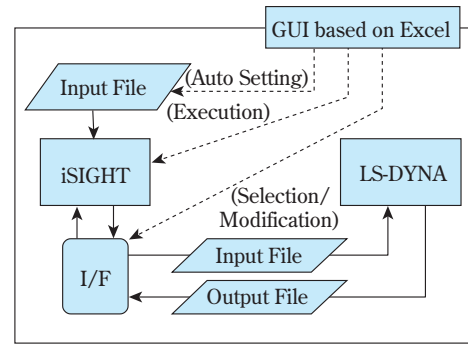 GUI based on Excel
(Auto Setting)
Input File
(Execution)
iSIGHT
LS-DYNA
(Selection/
Modification)
Input File
I/F
Output File